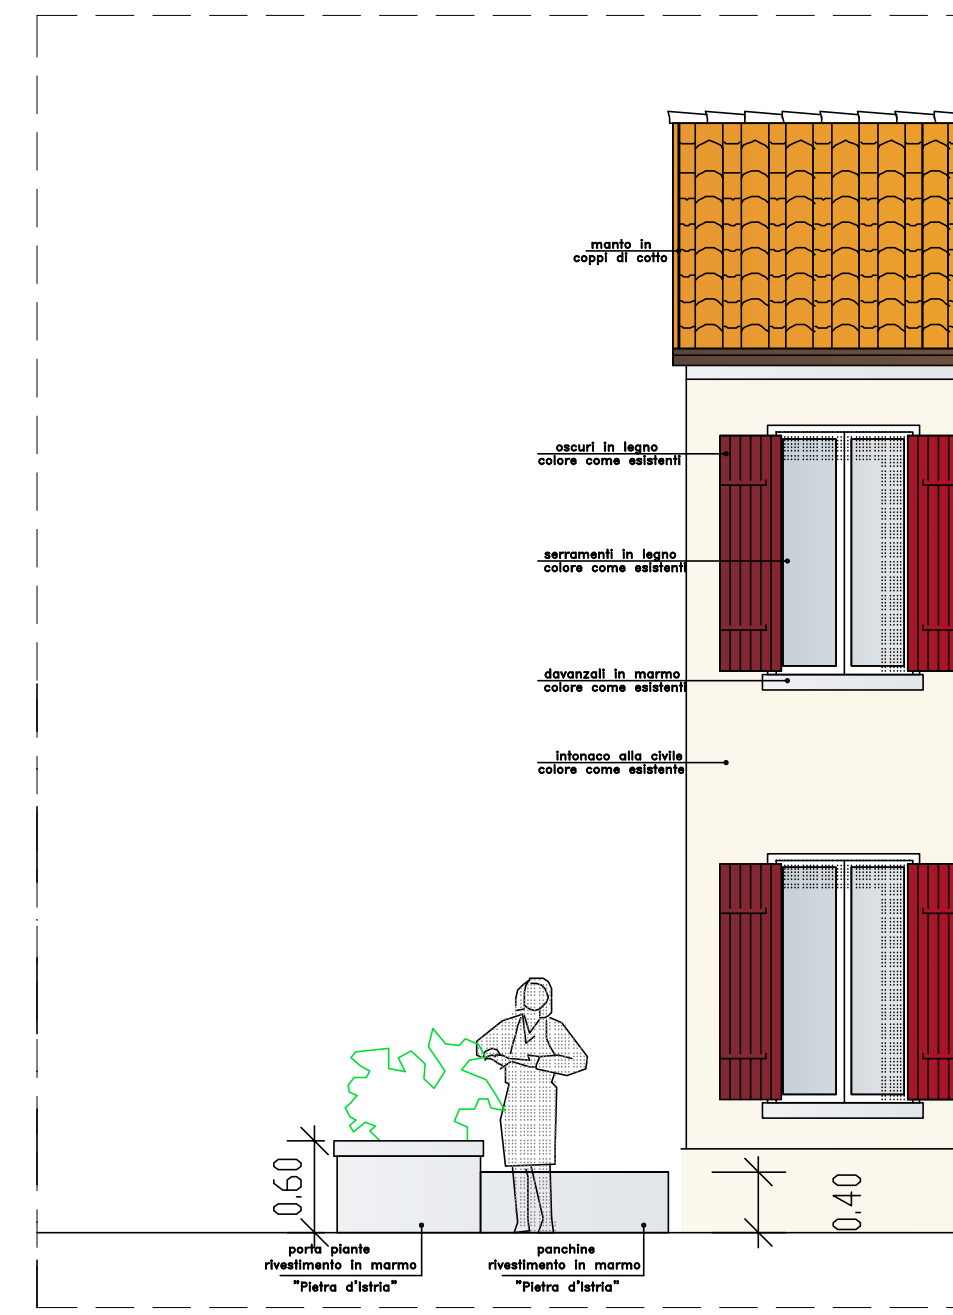 manto in
coppi di cotto
oscuri in legno
colore come esistenti
serramenti in legno
colore come esistenti
davanzali in marmo
colore come esistenti
intonaco alla civile
colore come esistente
0.60
0.40
porta piante
rivestimento in marmo
"Pietra d'Istria"
panchine
rivestimento in marmo
"Pietra d'Istria"